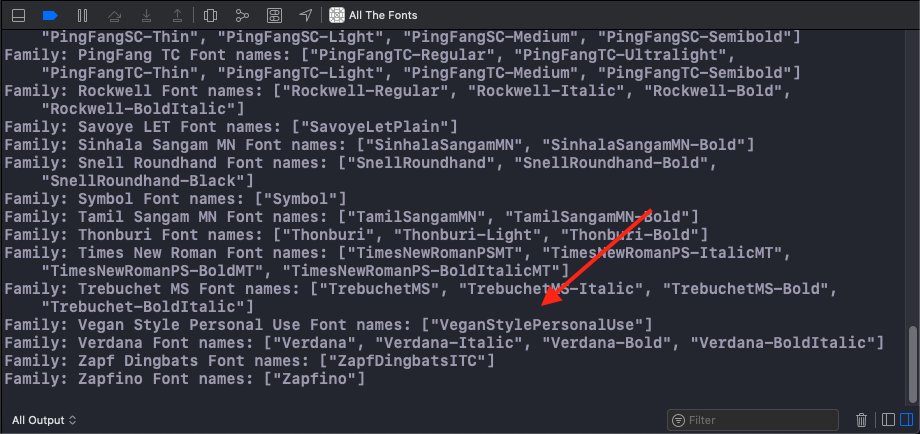 All The Fonts
"PingFangSC-Thin", "PingFangSC-Light", "PingFangSC-Medium", "PingFangSC-Semibold"]
Family: PingFang TC Font names: ["PingFangTC-Regular", "PingFangTC-Ultralight",
"PingFangTC-Thin", "PingFangTC-Light", "PingFangTC-Medium", "PingFangTC-Semibold"]
Family: Rockwell Font names: ["Rockwell-Regular", "Rockwell-Italic", "Rockwell-Bold",
"Rockwell-BoldItalic"]
Family: Savoye LET Font names: ["SavoyeLetPlain"]
Family: Sinhala Sangam MN Font names: ["SinhalaSangamMN", "SinhalaSangamMN-Bold"]
Family: Snell Roundhand Font names: ["SnellRoundhand", "SnellRoundhand-Bold",
"SnellRoundhand-Black"]
Family: Symbol Font names: ["Symbol"]
Family: Tamil Sangam MN Font names: ["TamilSangamMN", "TamilSangamMN-Bold"]
Family: Thonburi Font names: ["Thonburi", "Thonburi-Light", "Thonburi-Bold"]
Family: Times New Roman Font names: ["TimesNewRomanPSMT", "TimesNewRomanPS-ItalicMT",
"TimesNewRomanPS-BoldMT", "TimesNewRomanPS-BoldItalicMT"]
Family: Trebuchet MS Font names: ["TrebuchetMS", "TrebuchetMS-Italic", "TrebuchetMS-Bold",
"Trebuchet-BoldItalic"]
Family: Vegan Style Personal Use Font names: ["VeganStylePersonalUse"]
Family: Verdana Font names: ["Verdana", "Verdana-Italic", "Verdana-Bold", "Verdana-BoldItalic"]
Family: Zapf Dingbats Font names: ["ZapfDingbatsITC"]
Family: Zapfino Font names: ["Zapfino"]
All Output
Filter